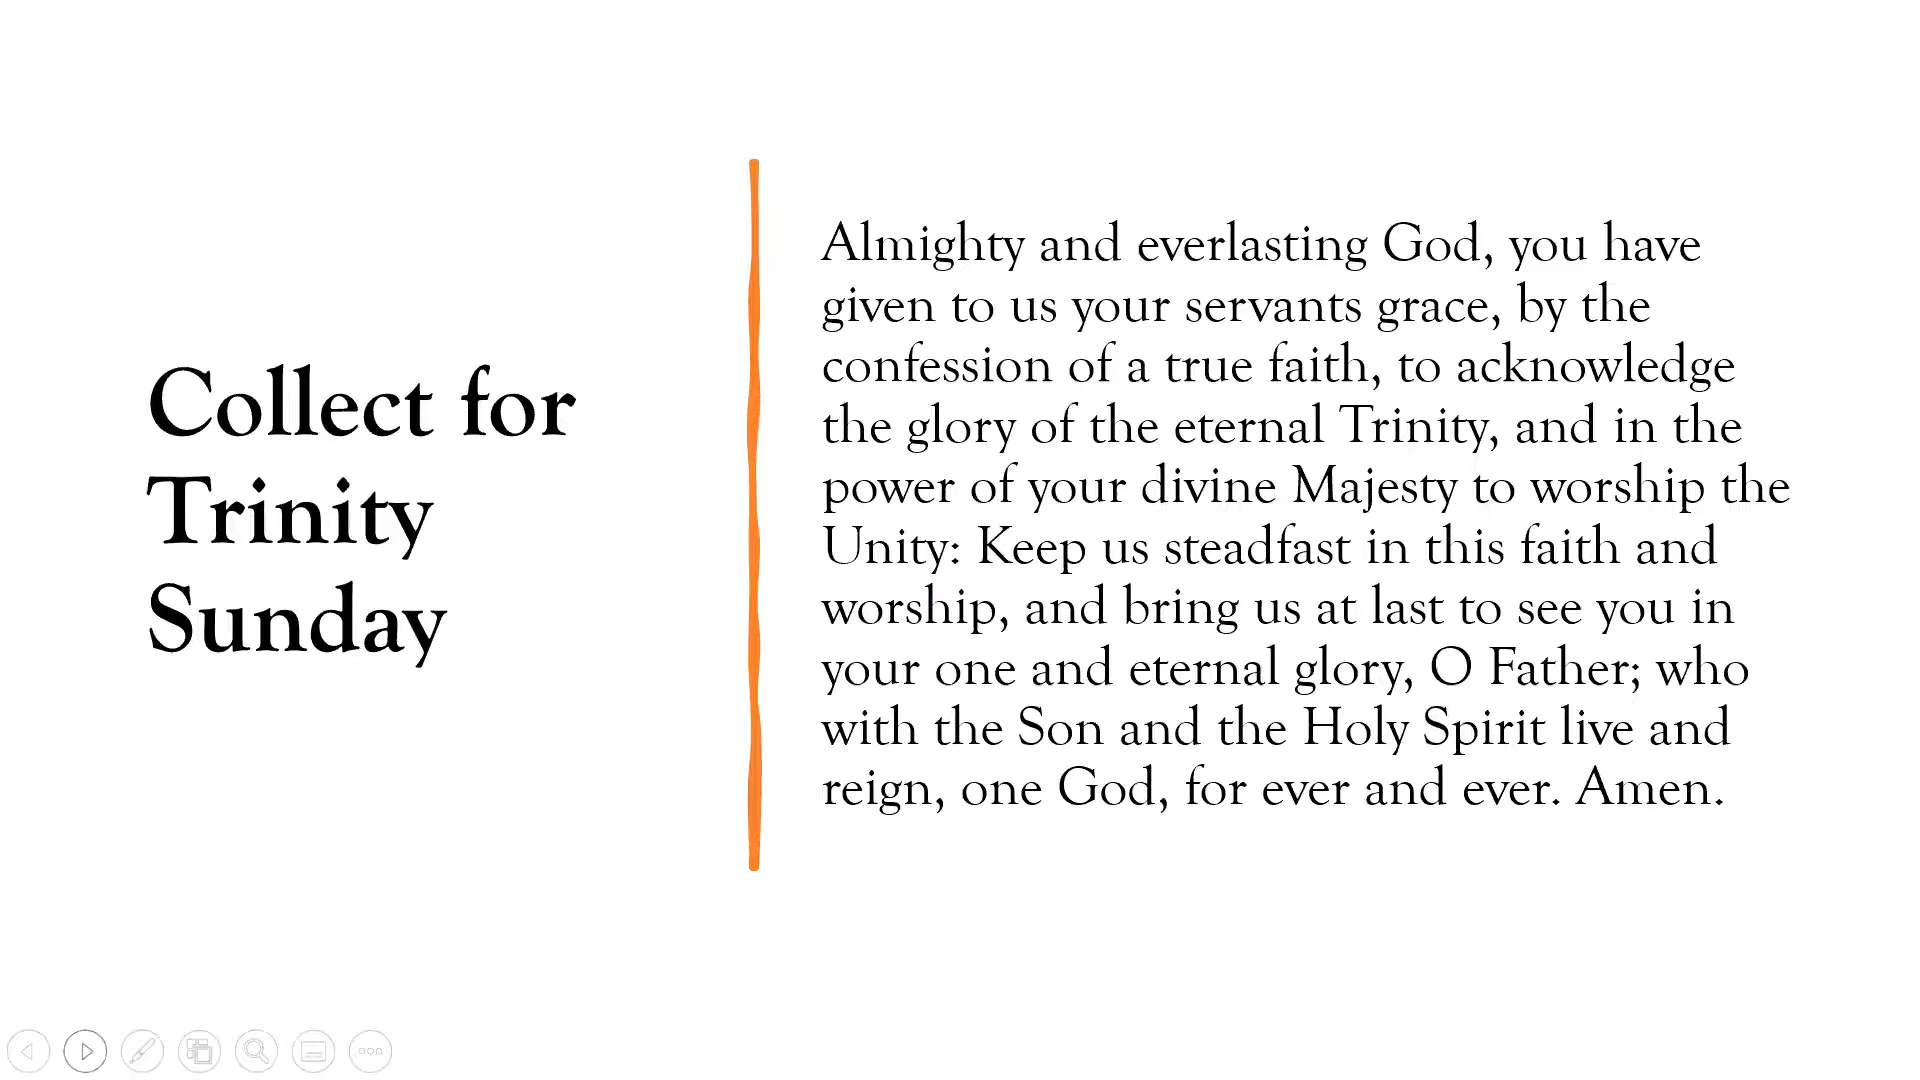 Collect for
Trinity
Sunday
Almighty and everlasting God, you have
given to us your servants grace, by the
confession of a true faith, to acknowledge
the glory of the eternal Trinity, and in the
power of your divine Majesty to worship the
Unity: Keep us steadfast in this faith and
worship, and bring us at last to see you in
your one and eternal glory, O Father; who
with the Son and the Holy Spirit live and
reign, one God, for ever and ever. Amen.